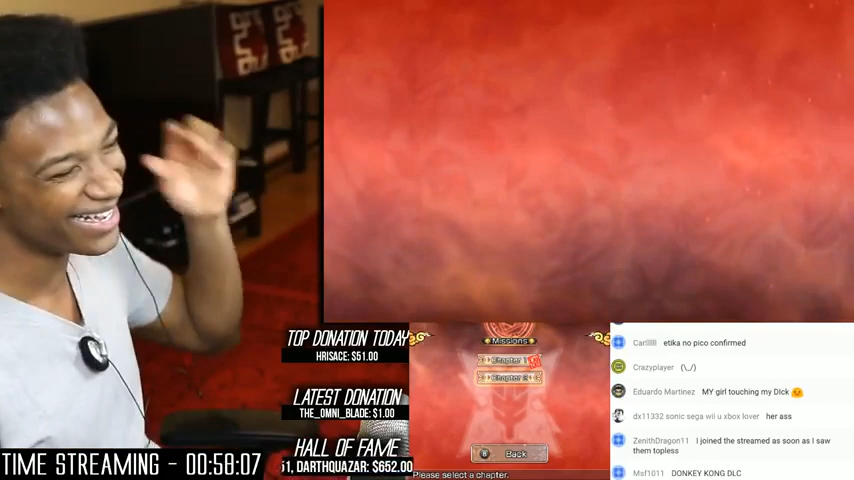 TOP DONATION TODAY
HRISACE: $51.00
LATEST DONATION
THE_OMNI_BLADE: $1.00
HALL OF FAME
51, DARTHQUAZAR: $652.00
TIME STREAMING - 00:58:07
Missions
Chapter 1
Chapter 2
B Back
Please select a chapter.
Carlllll etika no pico confirmed
Crazyplayer (\_/)
Eduardo Martinez MY girl touching my DIck
dx11332 sonic sega wii u xbox lover her ass
ZenithDragon11 I joined the streamed as soon as I saw
them topless
Msf1011 DONKEY KONG DLC